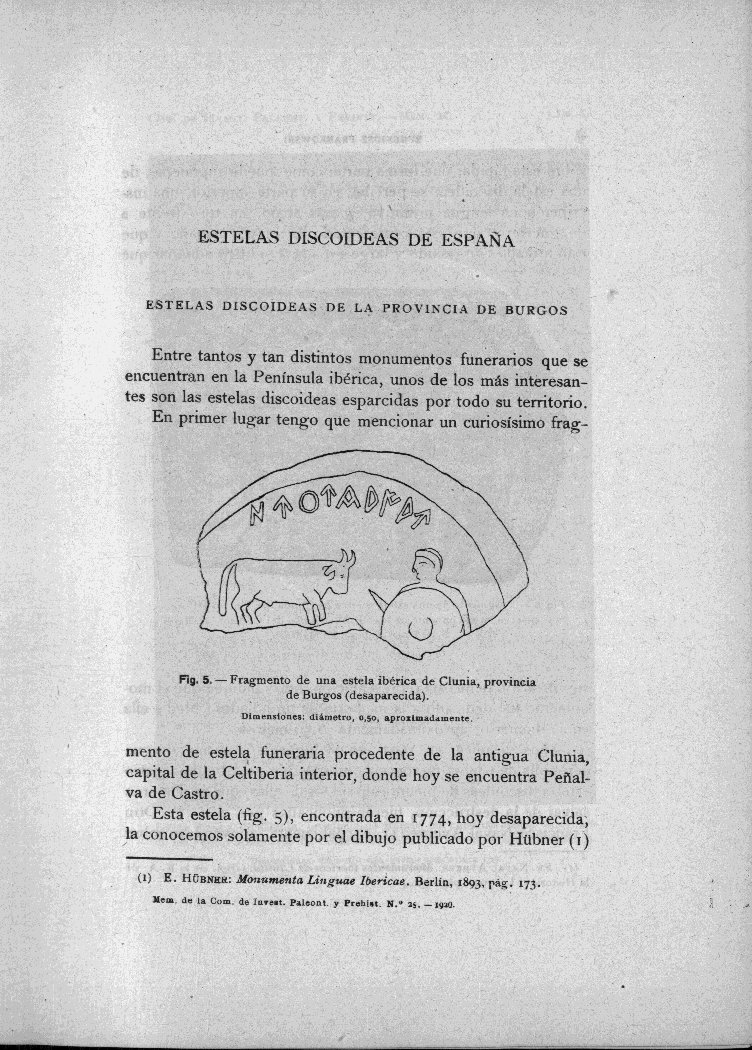 ESTELAS DISCOIDEAS DE ESPAÑA
ESTELAS DISCOIDEAS DE LA PROVINCIA DE BURGOS
Entre tantos y tan distintos monumentos funerarios que se
encuentran en la Península ibérica, unos de los más interesan-
tes son las estelas discoideas esparcidas por todo su territorio.
En primer lugar tengo que mencionar un curiosísimo frag-
Fig. 5. — Fragmento de una estela ibérica de Clunia, provincia
de Burgos (desaparecida).
Dimensiones: diámetro, 0,50, aproximadamente.
mento de estela funeraria procedente de la antigua Clunia,
capital de la Celtiberia interior, donde hoy se encuentra Peñal-
va de Castro.
Esta estela (fig. 5), encontrada en 1774, hoy desaparecida,
la conocemos solamente por el dibujo publicado por Hübner (1)
(1) E. HÜBNER: Monumenta Linguae Ibericae. Berlín, 1893, pág. 173.
Mem. de la Com. de Invest. Paleont. y Prehist. N.º 25. — 1920.